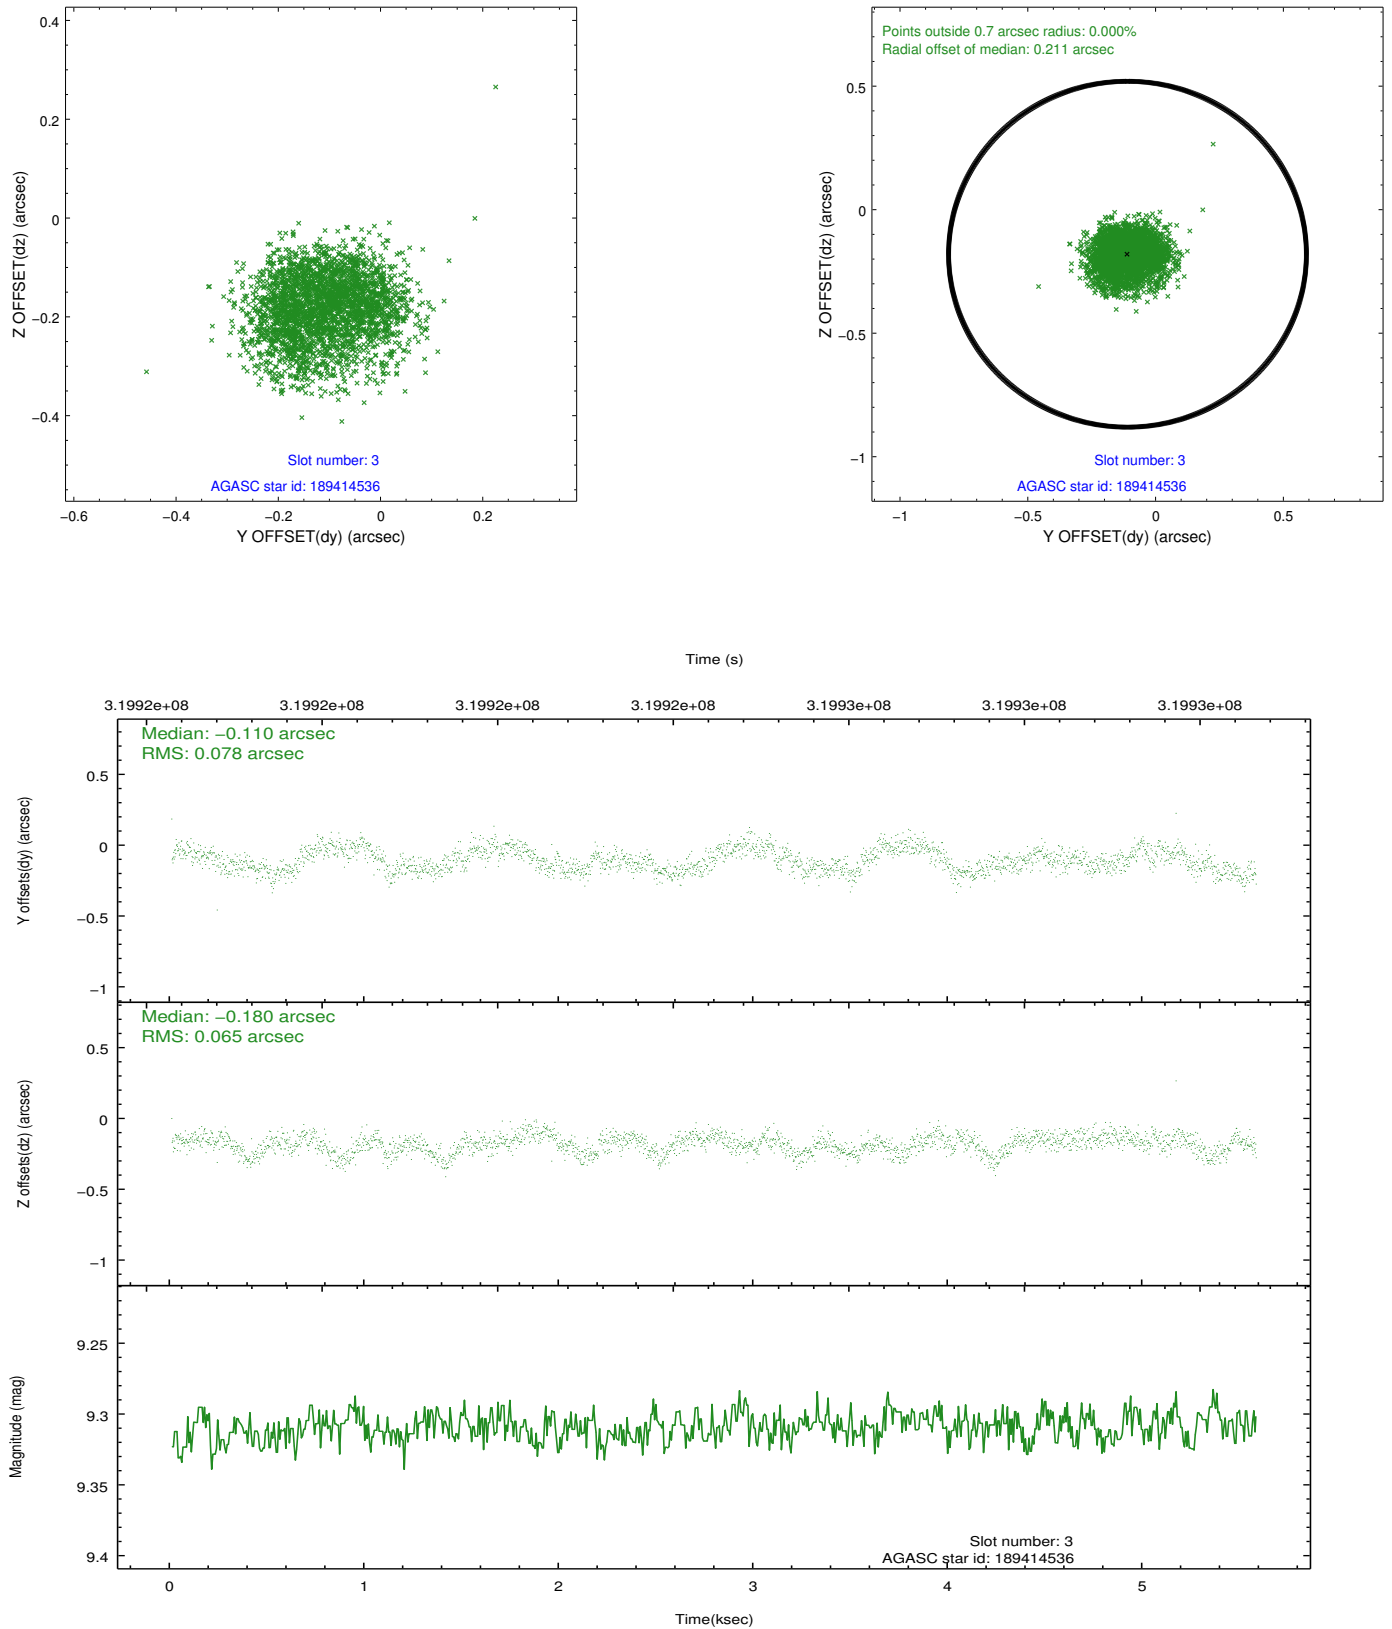 0.4
0.2
0
−0.2
−0.4
Z OFFSET(dz) (arcsec)
Slot number: 3
AGASC star id: 189414536
−0.6
−0.4
−0.2
0
0.2
Y OFFSET(dy) (arcsec)
Points outside 0.7 arcsec radius: 0.000%
Radial offset of median: 0.211 arcsec
0.5
0
−0.5
−1
Z OFFSET(dz) (arcsec)
Slot number: 3
AGASC star id: 189414536
−1
−0.5
0
0.5
Y OFFSET(dy) (arcsec)
Time (s)
3.1992e+08
3.1992e+08
3.1992e+08
3.1992e+08
3.1993e+08
3.1993e+08
3.1993e+08
Median: −0.110 arcsec
RMS: 0.078 arcsec
0.5
0
−0.5
−1
Y offsets(dy) (arcsec)
Median: −0.180 arcsec
RMS: 0.065 arcsec
0.5
0
−0.5
−1
Z offsets(dz) (arcsec)
9.25
9.3
9.35
9.4
Magnitude (mag)
Slot number: 3
AGASC star id: 189414536
0
1
2
3
4
5
Time(ksec)